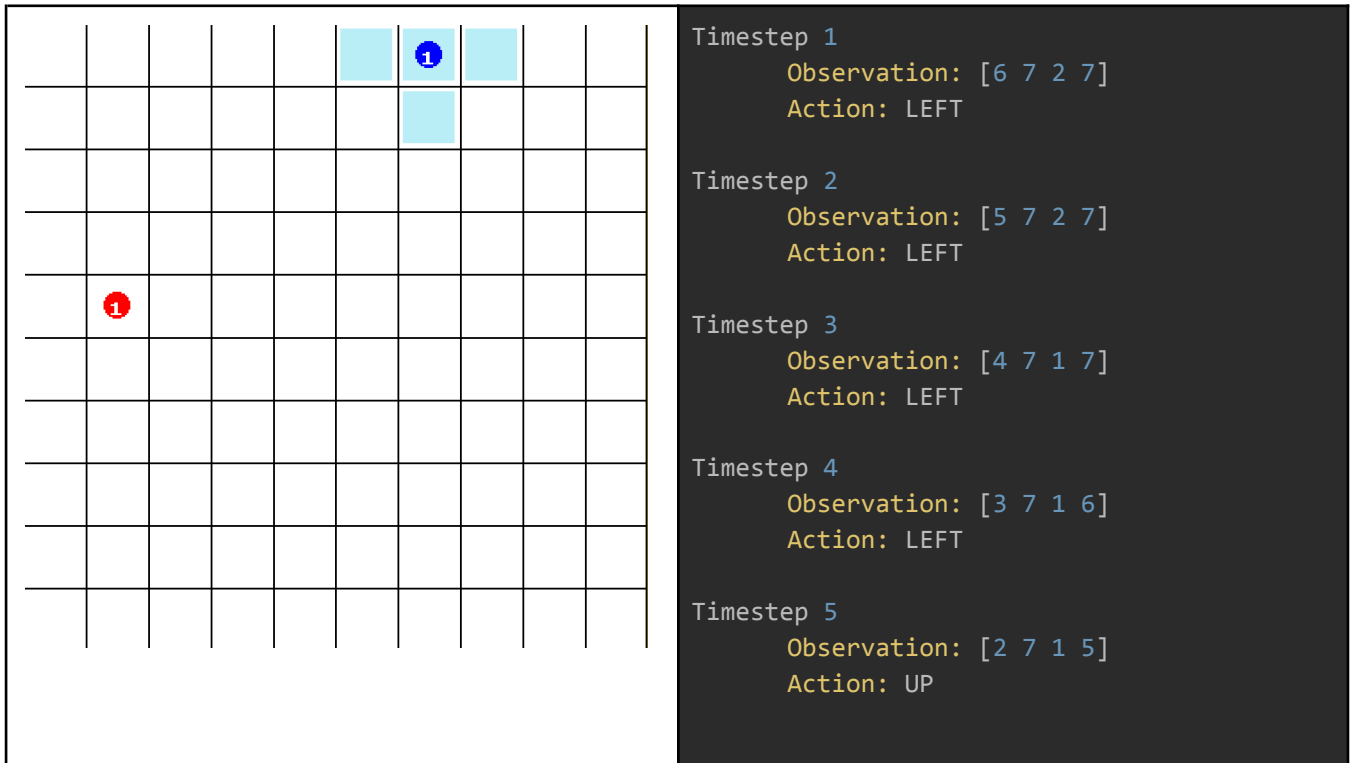 1
1
Timestep 1
Observation: [6 7 2 7]
Action: LEFT
Timestep 2
Observation: [5 7 2 7]
Action: LEFT
Timestep 3
Observation: [4 7 1 7]
Action: LEFT
Timestep 4
Observation: [3 7 1 6]
Action: LEFT
Timestep 5
Observation: [2 7 1 5]
Action: UP